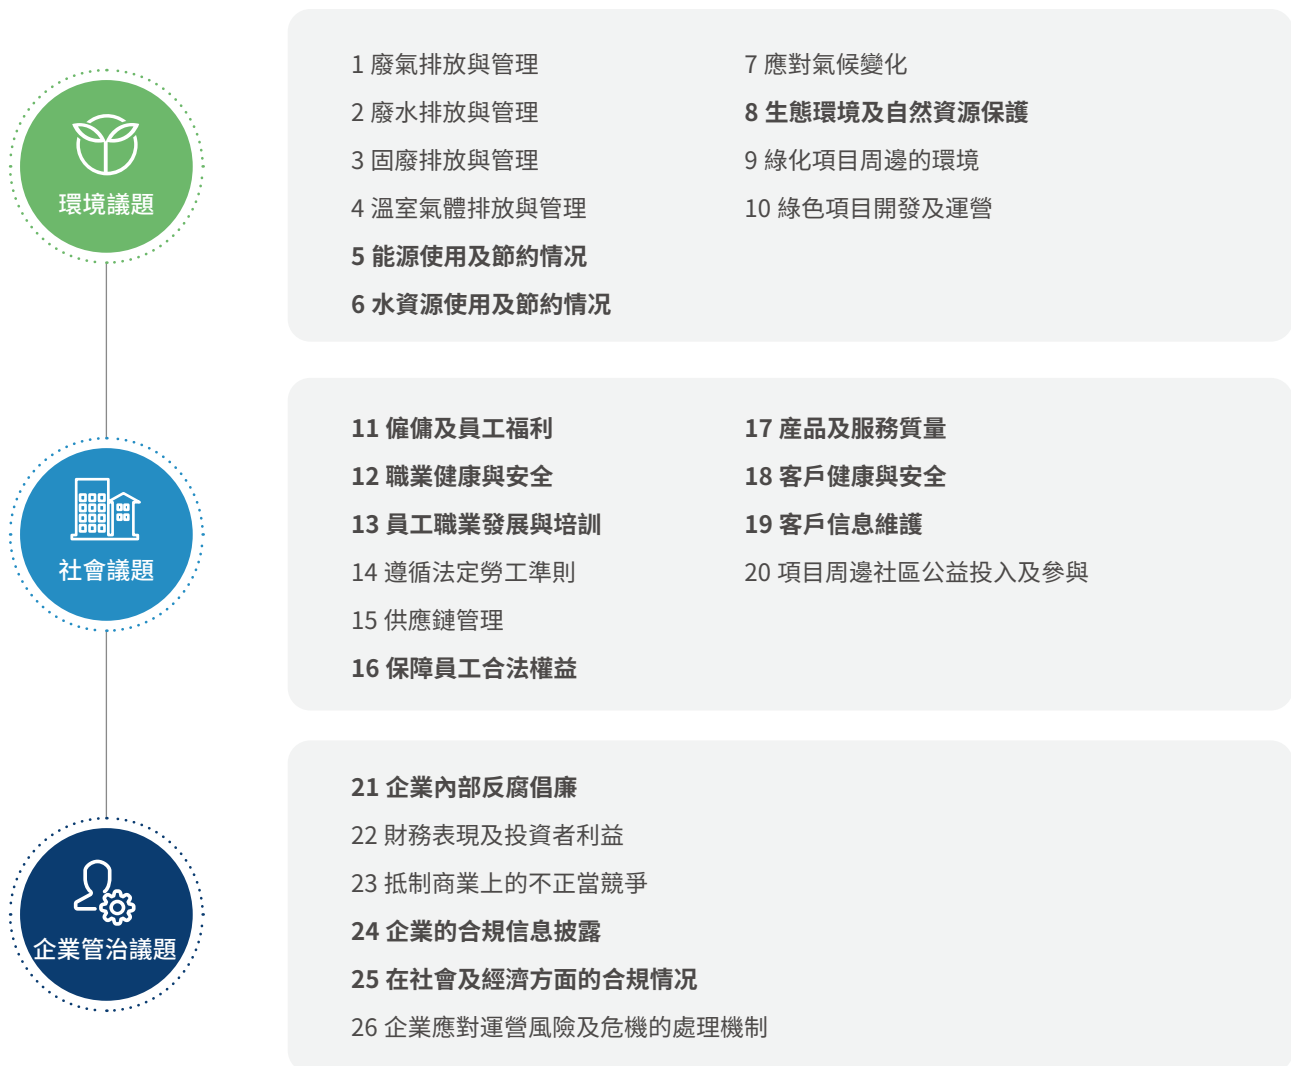 環境議題
1 廢氣排放與管理
2 廢水排放與管理
3 固廢排放與管理
4 溫室氣體排放與管理
5 能源使用及節約情况
6 水資源使用及節約情况
7 應對氣候變化
8 生態環境及自然資源保護
9 綠化項目周邊的環境
10 綠色項目開發及運營
社會議題
11 僱傭及員工福利
12 職業健康與安全
13 員工職業發展與培訓
14 遵循法定勞工準則
15 供應鏈管理
16 保障員工合法權益
17 産品及服務質量
18 客戶健康與安全
19 客戶信息維護
20 項目周邊社區公益投入及參與
企業管治議題
21 企業內部反腐倡廉
22 財務表現及投資者利益
23 抵制商業上的不正當競爭
24 企業的合規信息披露
25 在社會及經濟方面的合規情况
26 企業應對運營風險及危機的處理機制